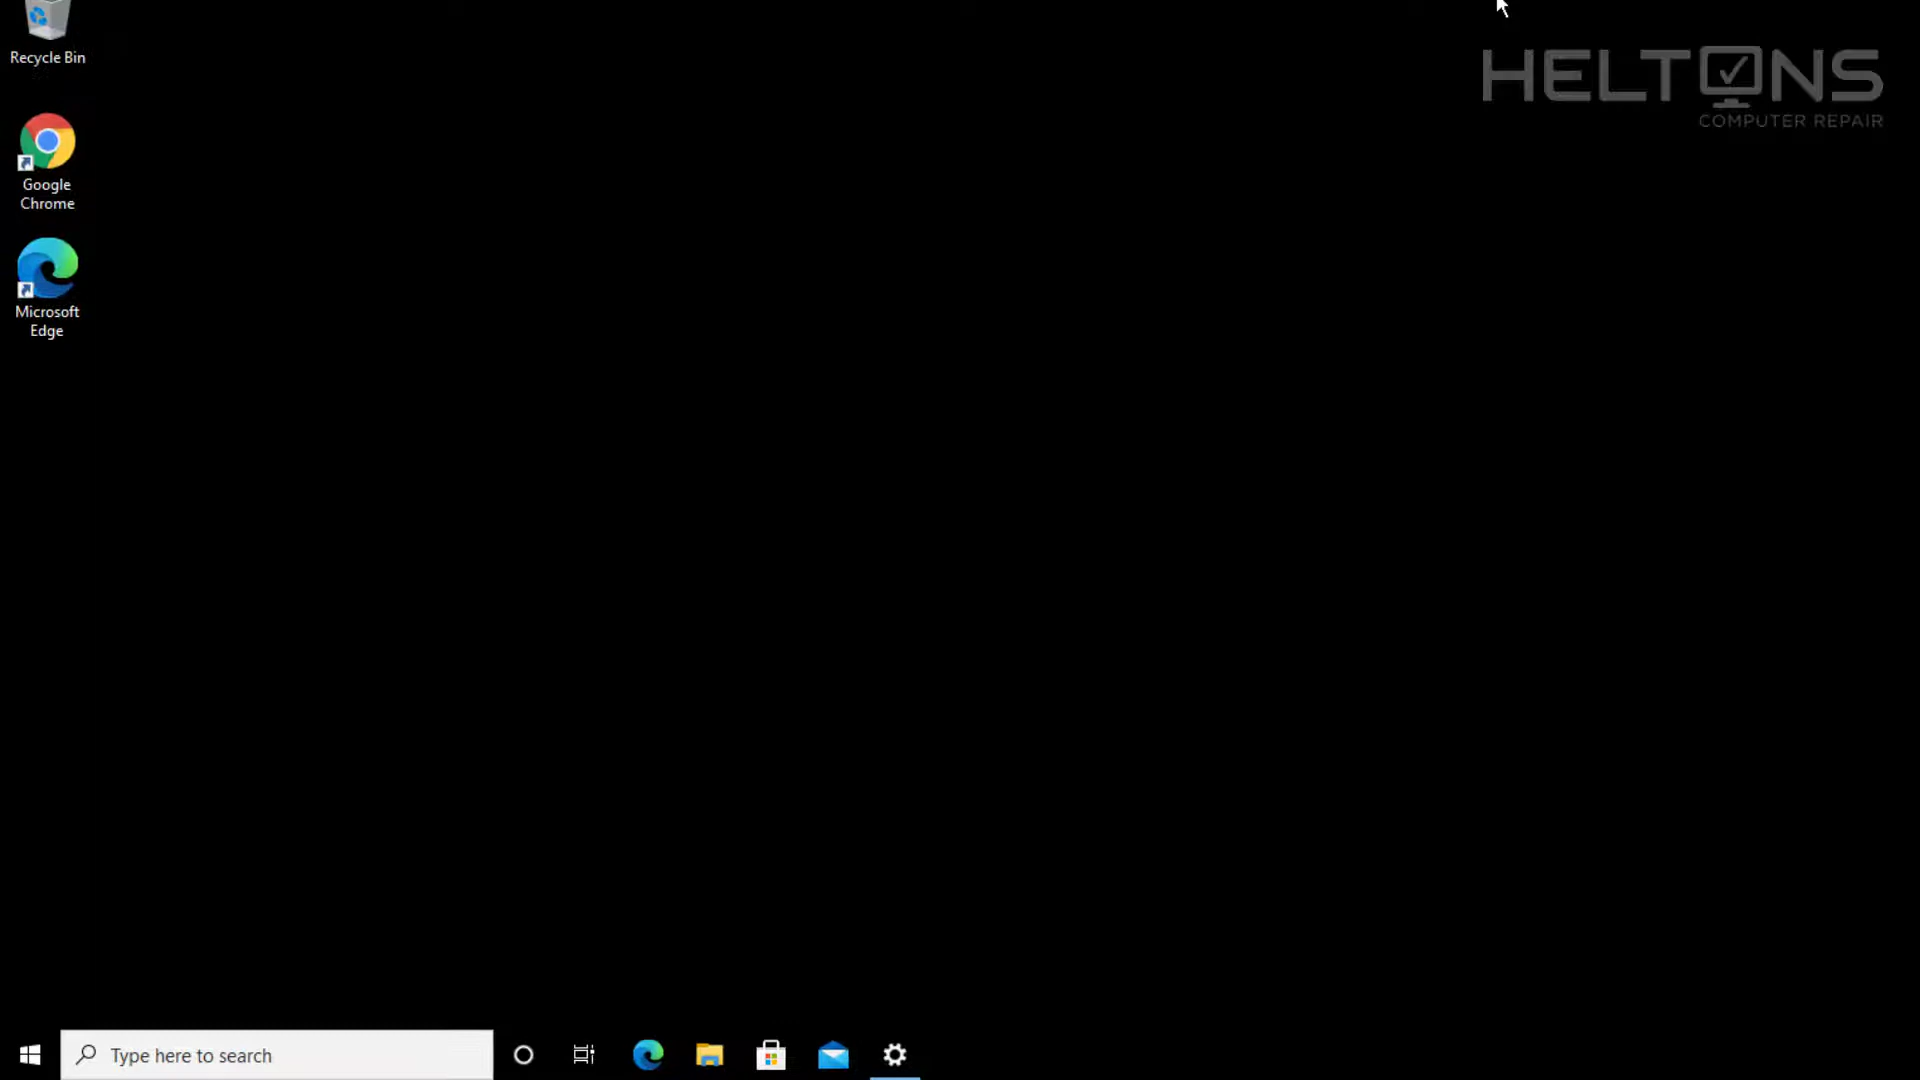 Recycle Bin
HELTONS
COMPUTER REPAIR
Google
Chrome
Microsoft
Edge
Type here to search